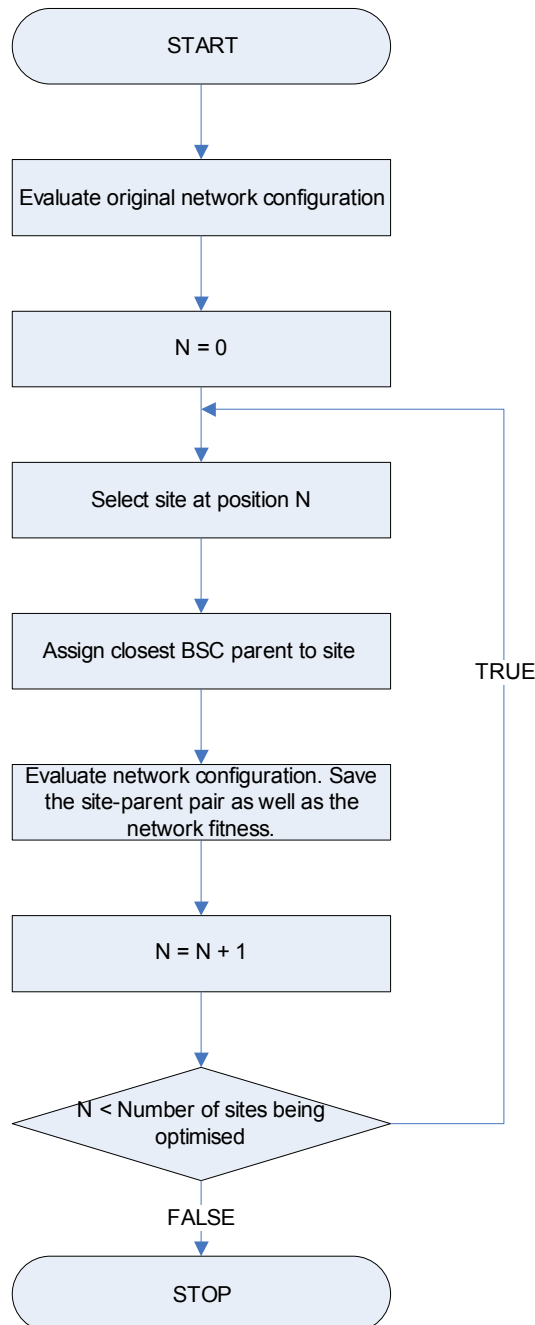 START
Evaluate original network configuration
N = 0
Select site at position N
Assign closest BSC parent to site
TRUE
Evaluate network configuration. Save
the site-parent pair as well as the
network fitness.
N = N + 1
N < Number of sites being
optimised
FALSE
STOP